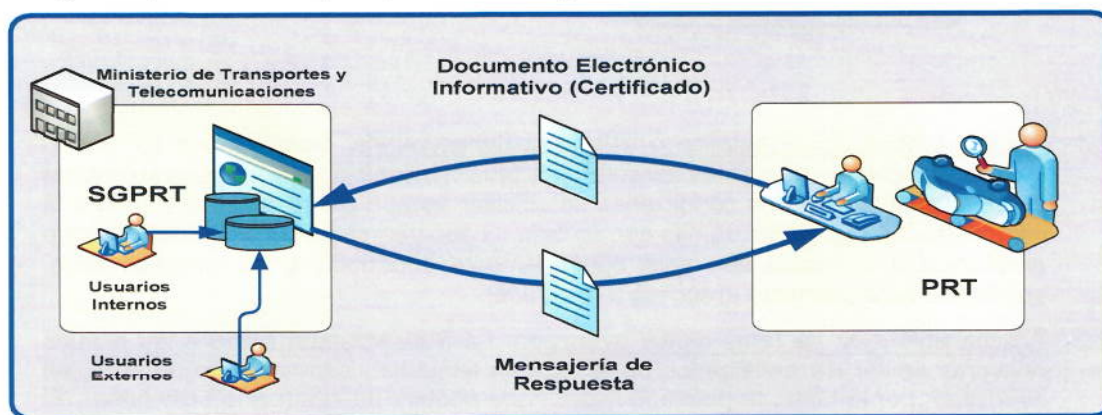 Ministerio de Transportes y
Telecomunicaciones
Documento Electrónico
Informativo (Certificado)
SGPRT
Usuarios
Internos
PRT
Usuarios
Externos
Mensajería de
Respuesta